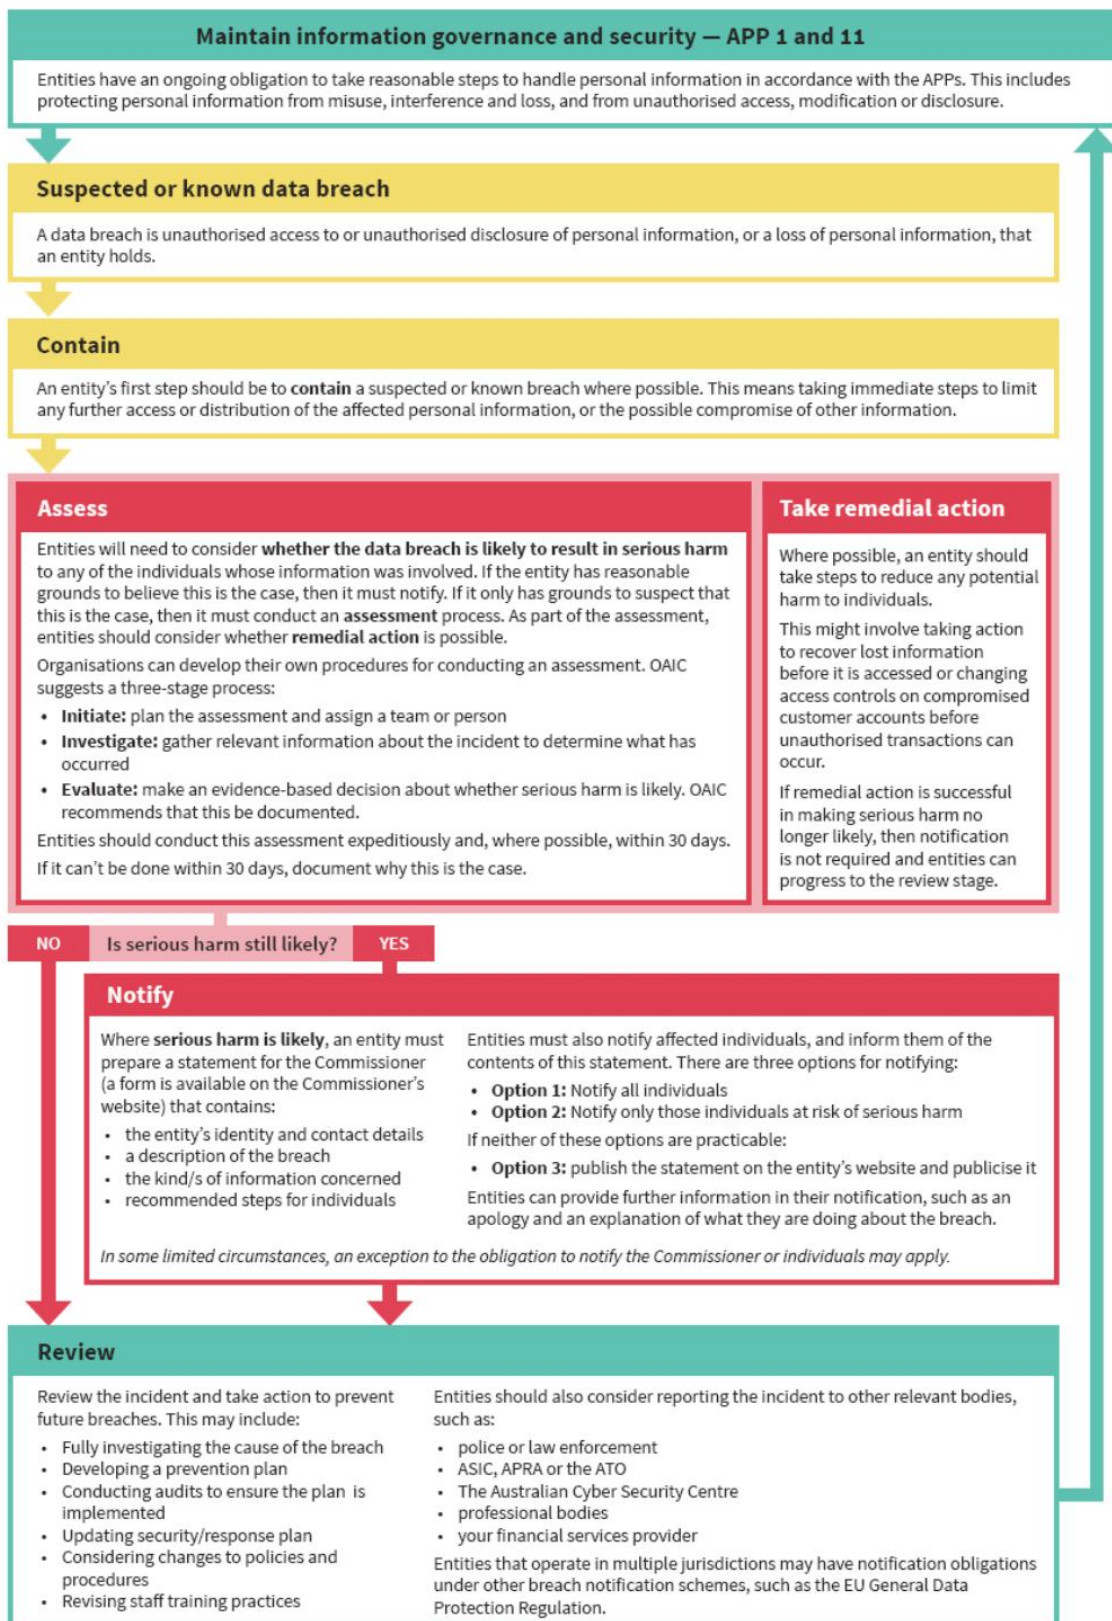 Maintain information governance and security — APP 1 and 11
Entities have an ongoing obligation to take reasonable steps to handle personal information in accordance with the APPs. This includes
protecting personal information from misuse, interference and loss, and from unauthorised access, modification or disclosure.
Suspected or known data breach
A data breach is unauthorised access to or unauthorised disclosure of personal information, or a loss of personal information, that
an entity holds.
Contain
An entity’s first step should be to contain a suspected or known breach where possible. This means taking immediate steps to limit
any further access or distribution of the affected personal information, or the possible compromise of other information.
Assess
Entities will need to consider whether the data breach is likely to result in serious harm
to any of the individuals whose information was involved. If the entity has reasonable
grounds to believe this is the case, then it must notify. If it only has grounds to suspect that
this is the case, then it must conduct an assessment process. As part of the assessment,
entities should consider whether remedial action is possible.
Organisations can develop their own procedures for conducting an assessment. OAIC
suggests a three-stage process:
• Initiate: plan the assessment and assign a team or person
• Investigate: gather relevant information about the incident to determine what has
occurred
• Evaluate: make an evidence-based decision about whether serious harm is likely. OAIC
recommends that this be documented.
Entities should conduct this assessment expeditiously and, where possible, within 30 days.
If it can’t be done within 30 days, document why this is the case.
Take remedial action
Where possible, an entity should
take steps to reduce any potential
harm to individuals.
This might involve taking action
to recover lost information
before it is accessed or changing
access controls on compromised
customer accounts before
unauthorised transactions can
occur.
If remedial action is successful
in making serious harm no
longer likely, then notification
is not required and entities can
progress to the review stage.
NO Is serious harm still likely? YES
Notify
Where serious harm is likely, an entity must
prepare a statement for the Commissioner
(a form is available on the Commissioner’s
website) that contains:
• the entity’s identity and contact details
• a description of the breach
• the kind/s of information concerned
• recommended steps for individuals
Entities must also notify affected individuals, and inform them of the
contents of this statement. There are three options for notifying:
• Option 1: Notify all individuals
• Option 2: Notify only those individuals at risk of serious harm
If neither of these options are practicable:
• Option 3: publish the statement on the entity’s website and publicise it
Entities can provide further information in their notification, such as an
apology and an explanation of what they are doing about the breach.
In some limited circumstances, an exception to the obligation to notify the Commissioner or individuals may apply.
Review
Review the incident and take action to prevent
future breaches. This may include:
• Fully investigating the cause of the breach
• Developing a prevention plan
• Conducting audits to ensure the plan is
implemented
• Updating security/response plan
• Considering changes to policies and
procedures
• Revising staff training practices
Entities should also consider reporting the incident to other relevant bodies,
such as:
• police or law enforcement
• ASIC, APRA or the ATO
• The Australian Cyber Security Centre
• professional bodies
• your financial services provider
Entities that operate in multiple jurisdictions may have notification obligations
under other breach notification schemes, such as the EU General Data
Protection Regulation.